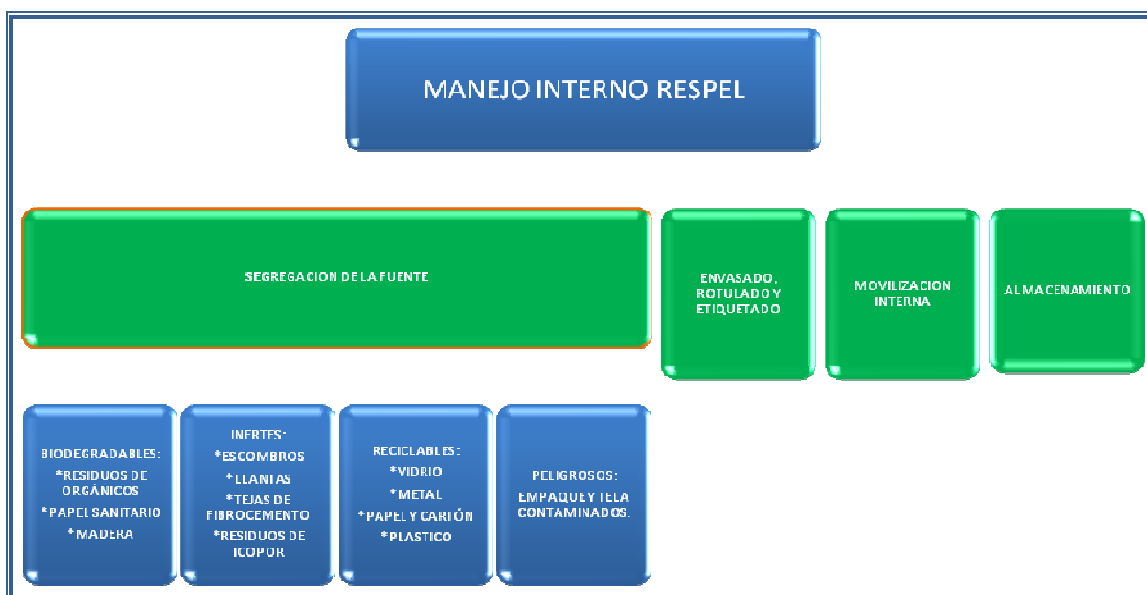 MANEJO INTERNO RESPEL
SEGREGACION DE LA FUENTE
ENVASADO,
ROTULADO Y
ETIQUETADO
MOVILIZACION
INTERNA
ALMACENAMIENTO
BIODEGRADABLES:
*RESIDUOS DE
ORGÁNICOS
*PAPEL SANITARIO
*MADERA
INERTES:
*ESCOMBROS
*LLANTAS
*TEJAS DE
FIBROCEMENTO
*RESIDUOS DE
ICOPOR
RECICLABLES:
*VIDRIO
*METAL
*PAPEL Y CARTÓN
*PLASTICO
PELIGROSOS:
EMPAQUE Y TELA
CONTAMINADOS.